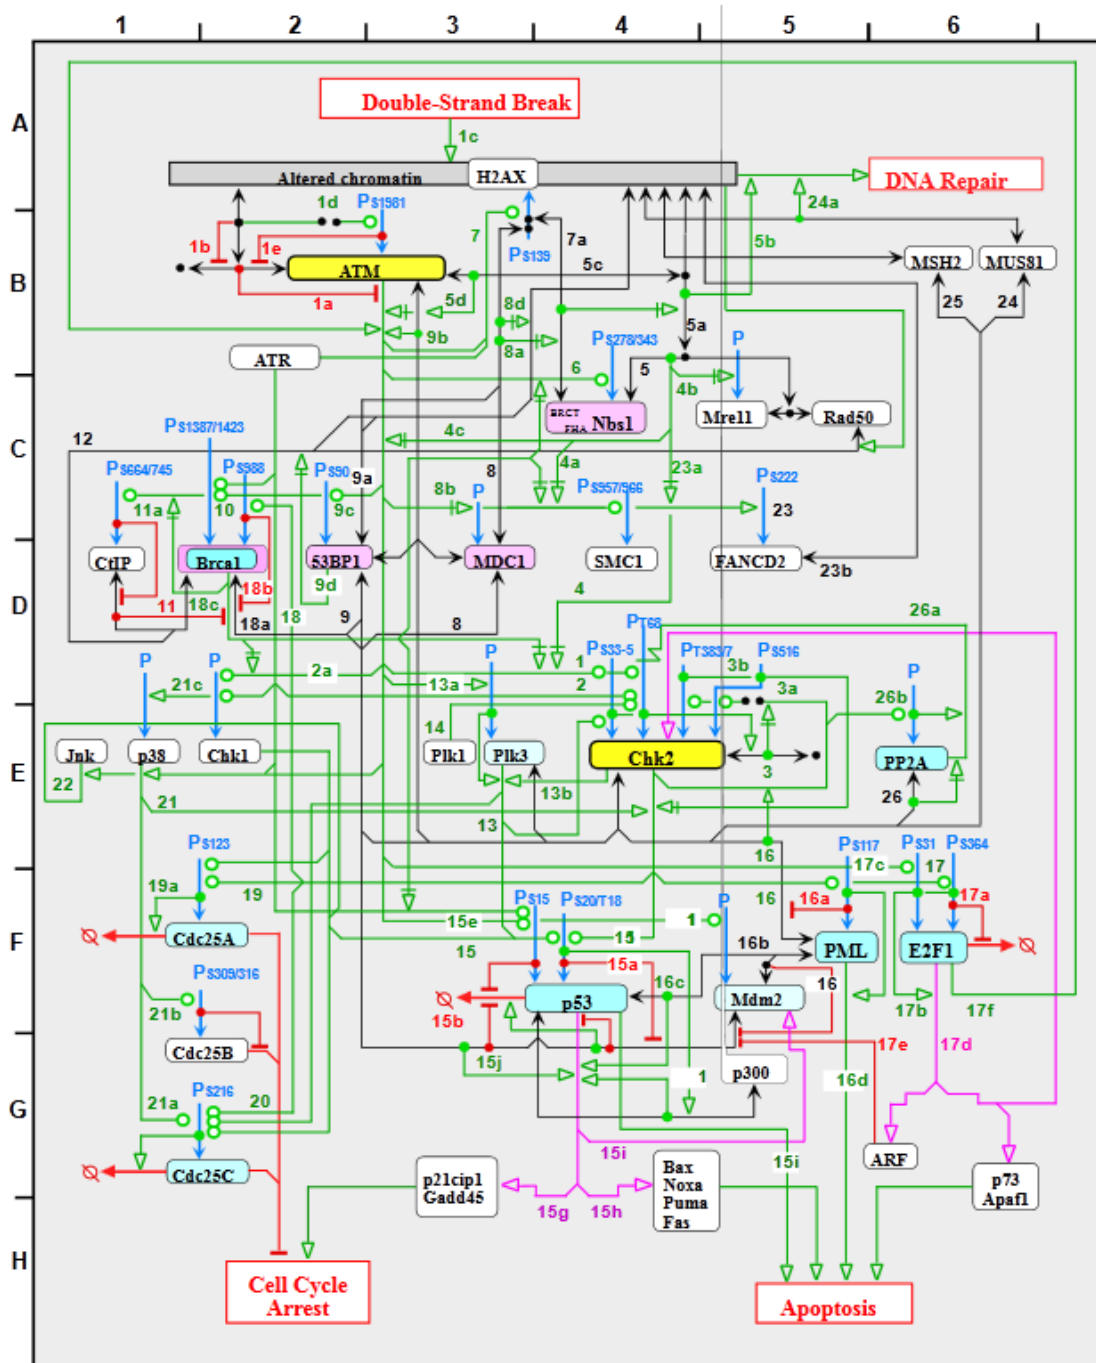 1 2 3 4 5 6
A
Double-Strand Break
1c
H2AX
Altered chromatin
DNA Repair
24a
1d
PS1981
7
7a
5b
B
1b
1e
PS139
5c
MSH2
MUS81
ATM
1a
5d
8d
25
24
9b
8a
5a
PS278/343
P
ATR
6
5
4b
BRCT
FHA Nbs1
Mre11
Rad50
C
PS1387/1423
12
4c
PS664/745
PS988
PS90
9a
8
4a
23a
PS957/966
PS222
11a
10
9c
8b
P
23
CtIP
Brca1
53BP1
MDC1
SMC1
FANCD2
23b
D
18b
9d
11
18c
18a
18
9
8
4
26a
PT68
P
P
2a
P
1
PS33-5
PT383/7
3b
PS516
P
21c
13a
2
3a
26b
14
E
Jnk
p38
Chk1
Plk1
Plk3
Chk2
PP2A
3
22
21
13b
26
13
PS123
16
PS117
PS31
PS364
17c
17
19a
19
16
16a
17a
F
PS15
PS20/T18
P
15e
1
Cdc25A
15
15
16b
PML
E2F1
PS309/316
15a
16c
16
21b
15b
p53
Mdm2
17b
17f
Cdc25B
15j
17e
17d
p300
1
16d
G
21a
PS216
20
15i
15i
ARF
Cdc25C
p21cip1
Gadd45
Bax
Noxa
Puma
Fas
p73
Apaf1
15g
15h
H
Cell Cycle
Arrest
Apoptosis